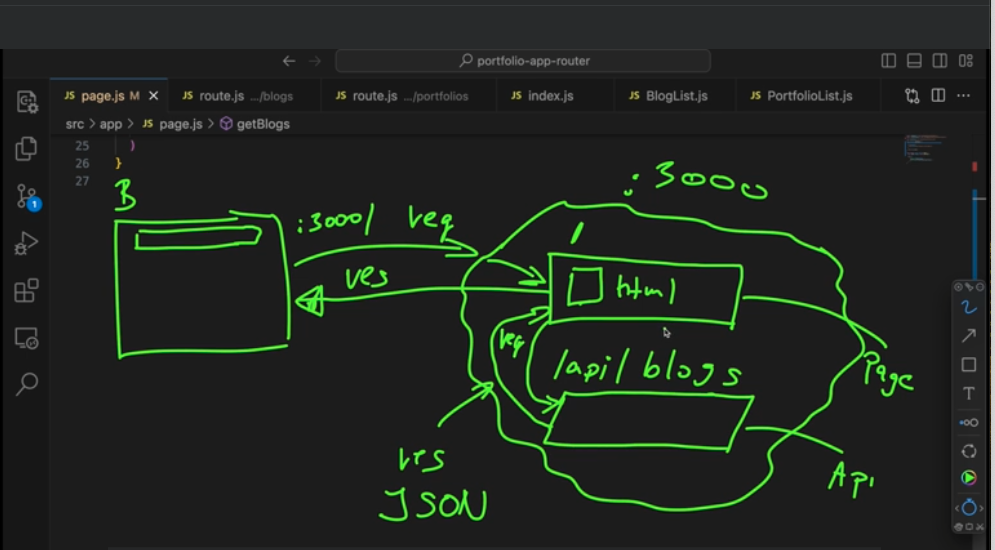 portfolio-app-router
JS page.js M JS route.js .../blogs JS route.js .../portfolios JS index.js JS BlogList.js JS PortfolioList.js
src > app > JS page.js > getBlogs
25 )
26 }
27
1
B
:3000
:3000/ req
/
res
html
req
/api/blogs
Page
res
JSON
Api
T